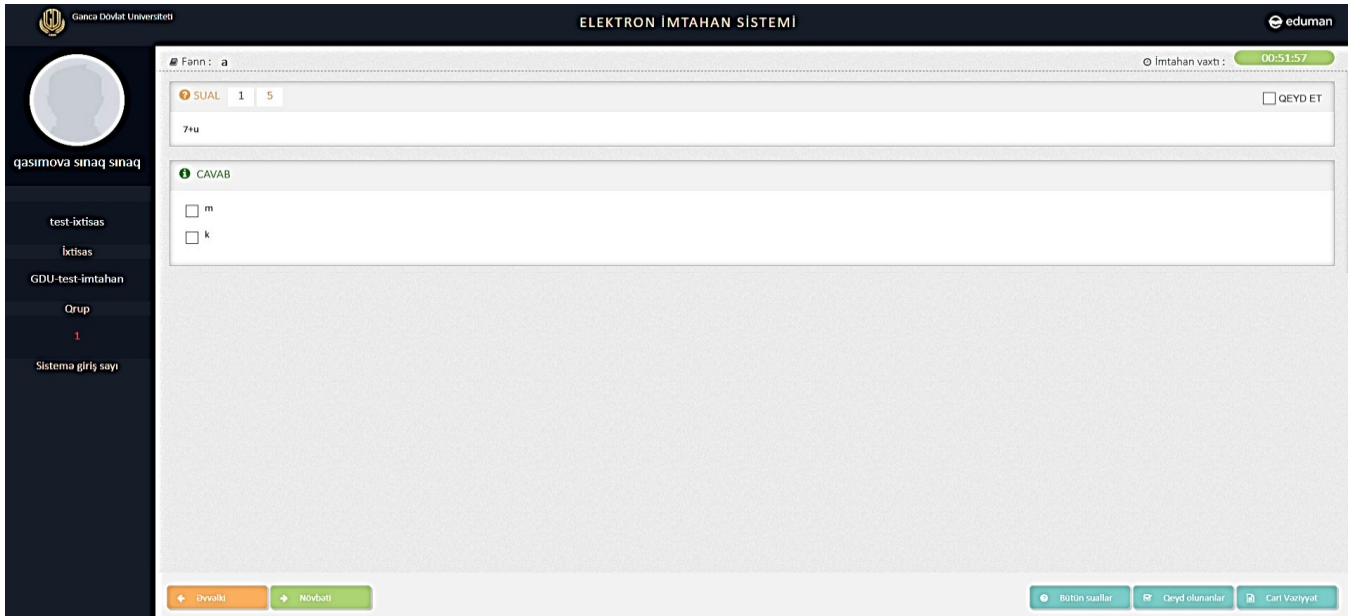 Gəncə Dövlət Universiteti
ELEKTRON İMTAHAN SİSTEMİ
eduman
Fənn : a
İmtahan vaxtı : 00:51:57
SUAL 1 5
QEYD ET
7+u
qasımova sınaq sınaq
CAVAB
m
k
test-ixtisas
İxtisas
GDU-test-imtahan
Qrup
1
Sistemə giriş sayı
Əvvəlki
Növbəti
Bütün suallar
Qeyd olunanlar
Cari Vəziyyət